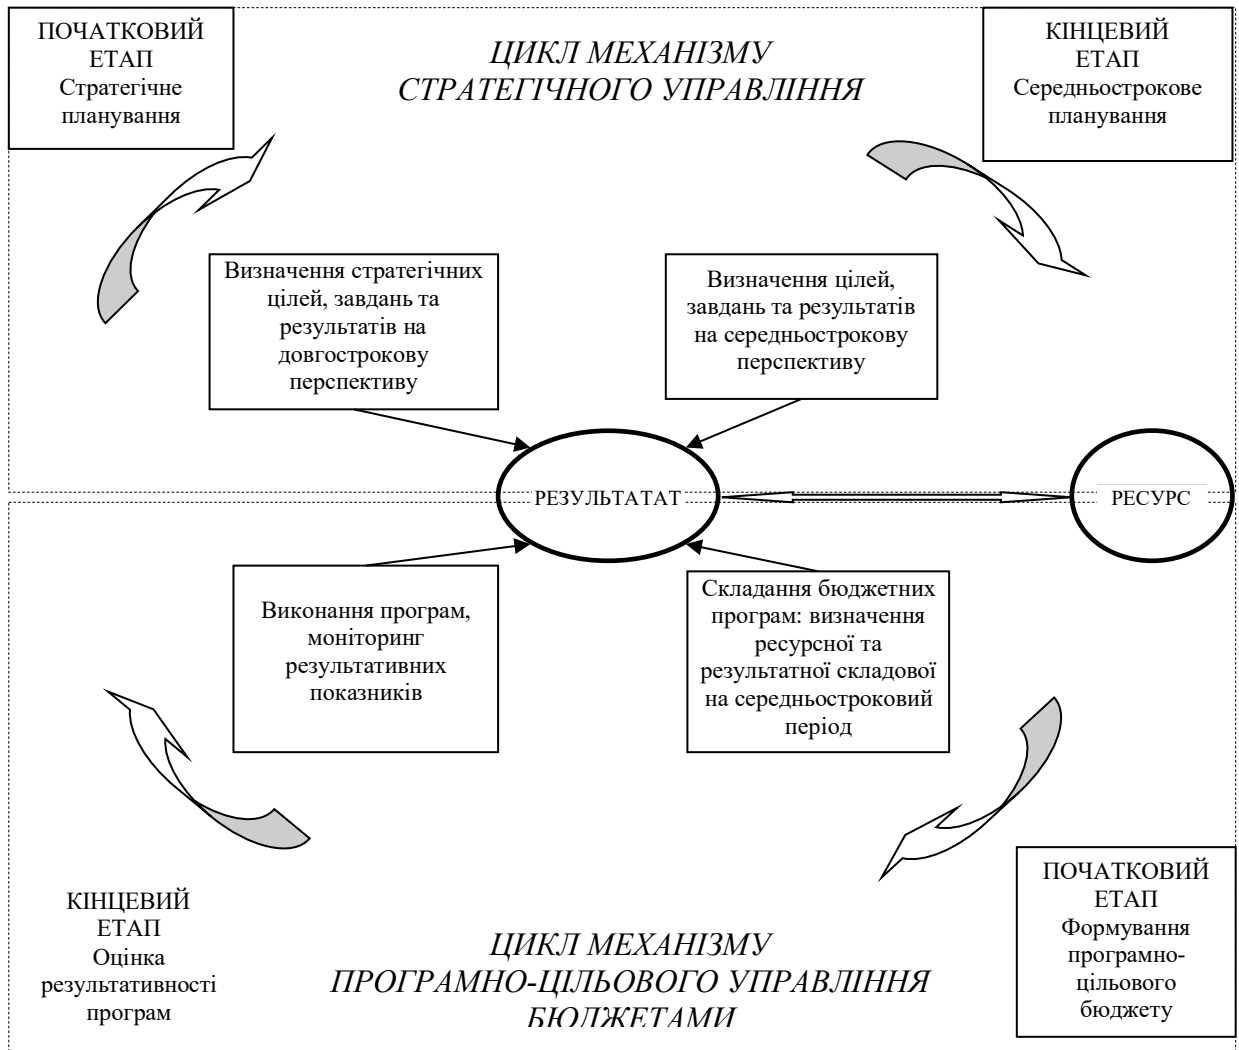 ПОЧАТКОВИЙ
ЕТАП
Стратегічне
планування
ЦИКЛ МЕХАНІЗМУ
СТРАТЕГІЧНОГО УПРАВЛІННЯ
КІНЦЕВИЙ
ЕТАП
Середньострокове
планування
Визначення стратегічних
цілей, завдань та
результатів на
довгострокову
перспективу
Визначення цілей,
завдань та результатів
на середньострокову
перспективу
РЕЗУЛЬТАТАТ
РЕСУРС
Виконання програм,
моніторинг
результативних
показників
Складання бюджетних
програм: визначення
ресурсної та
результатної складової
на середньостроковий
період
КІНЦЕВИЙ
ЕТАП
Оцінка
результативності
програм
ЦИКЛ МЕХАНІЗМУ
ПРОГРАМНО-ЦІЛЬОВОГО УПРАВЛІННЯ
БЮДЖЕТАМИ
ПОЧАТКОВИЙ
ЕТАП
Формування
програмно-
цільового
бюджету